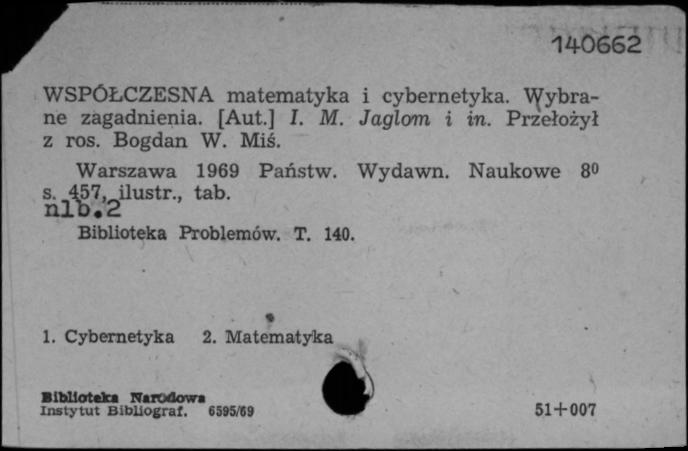 140662
WSPÓŁCZESNA matematyka i cybernetyka. Wybra-
ne zagadnienia. [Aut.] I. M. Jaglom i in. Przełożył
z ros. Bogdan W. Miś.
Warszawa 1969 Państw. Wydawn. Naukowe 8⁰
s. 457, ilustr., tab.
nlb.2
Biblioteka Problemów. T. 140.
1. Cybernetyka 2. Matematyka
Biblioteka Narodowa
Instytut Bibliograf. 6595/69
51+007